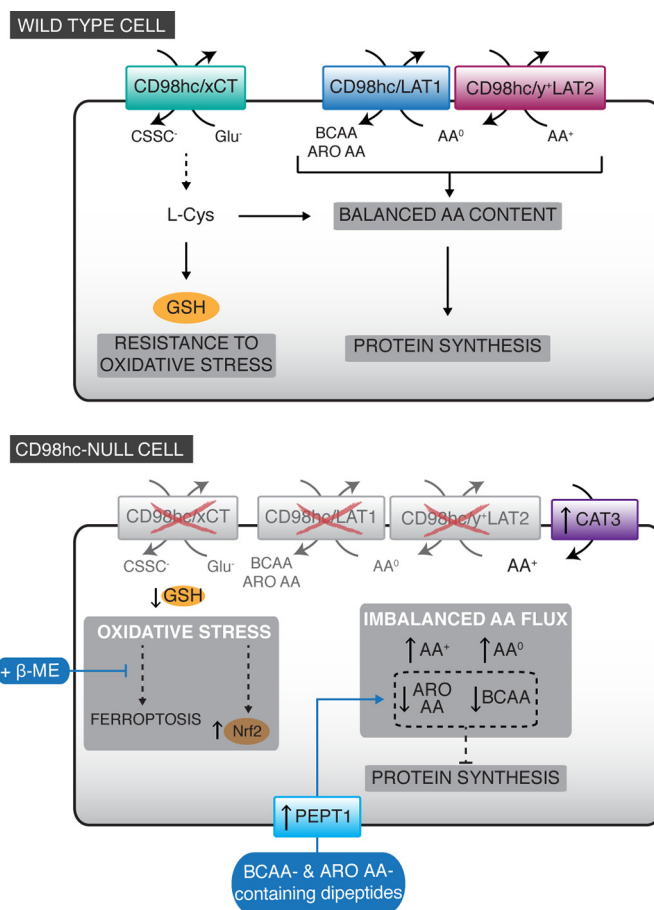 WILD TYPE CELL
CD98hc/xCT
CD98hc/LAT1
CD98hc/y⁺LAT2
CSSC⁻
Glu⁻
BCAA
ARO AA
AA⁰
AA⁺
L-Cys
BALANCED AA CONTENT
GSH
RESISTANCE TO
OXIDATIVE STRESS
PROTEIN SYNTHESIS
CD98hc-NULL CELL
CD98hc/xCT
CD98hc/LAT1
CD98hc/y⁺LAT2
↑ CAT3
CSSC⁻
Glu⁻
BCAA
ARO AA
AA⁰
AA⁺
↓ GSH
OXIDATIVE STRESS
+ β-ME
FERROPTOSIS
↑ Nrf2
IMBALANCED AA FLUX
↑ AA⁺
↑ AA⁰
↓ ARO
AA
↓ BCAA
PROTEIN SYNTHESIS
↑ PEPT1
BCAA- & ARO AA-
containing dipeptides